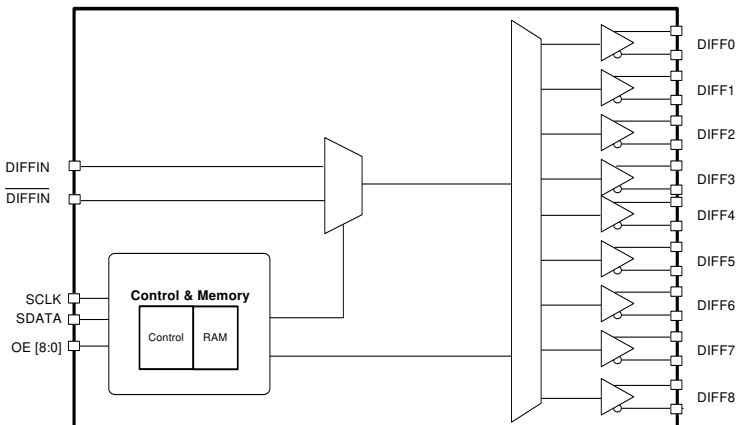 DIFF0
DIFF1
DIFF2
DIFFIN
DIFFIN
DIFF3
DIFF4
DIFF5
SCLK
SDATA
OE [8:0]
Control & Memory
Control
RAM
DIFF6
DIFF7
DIFF8